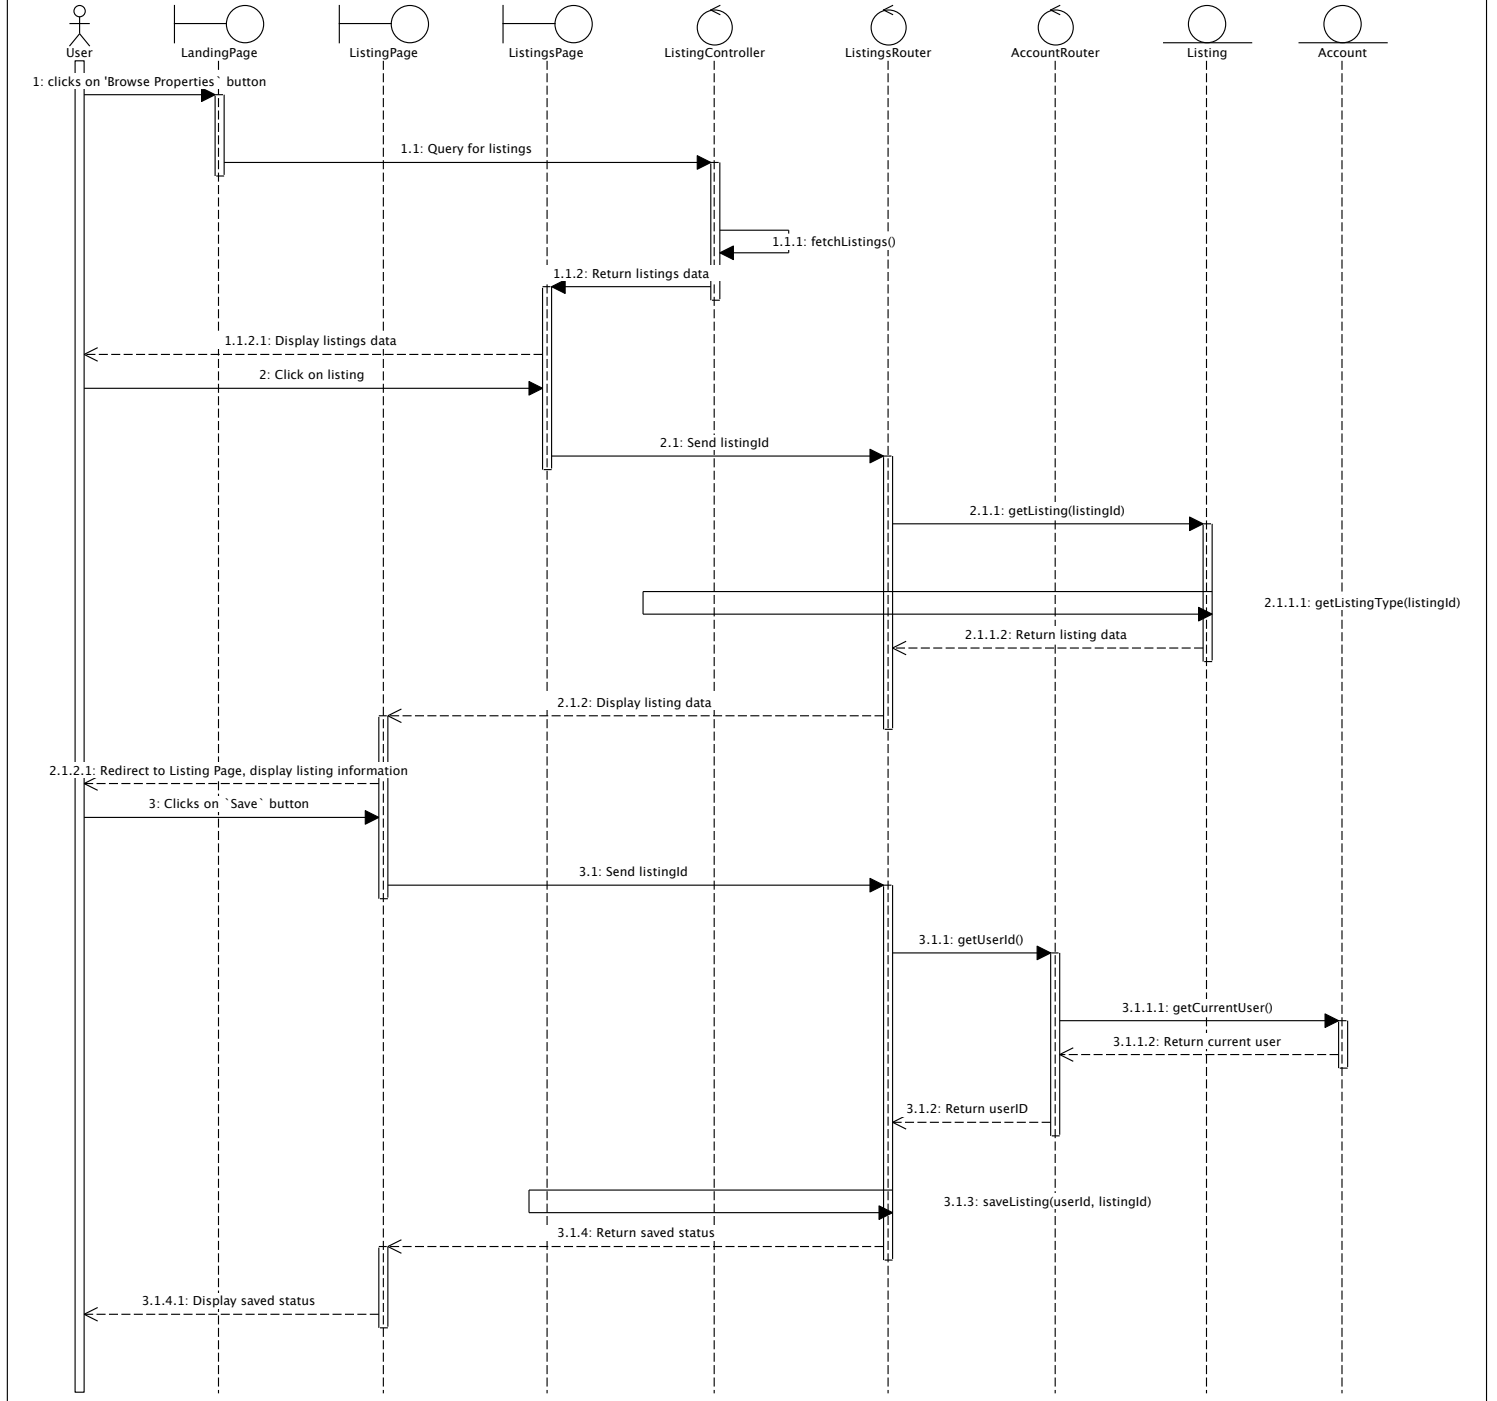 User
LandingPage
ListingPage
ListingsPage
ListingController
ListingsRouter
AccountRouter
Listing
Account
1: clicks on 'Browse Properties` button
1.1: Query for listings
1.1.1: fetchListings()
1.1.2: Return listings data
1.1.2.1: Display listings data
2: Click on listing
2.1: Send listingId
2.1.1: getListing(listingId)
2.1.1.1: getListingType(listingId)
2.1.1.2: Return listing data
2.1.2: Display listing data
2.1.2.1: Redirect to Listing Page, display listing information
3: Clicks on `Save` button
3.1: Send listingId
3.1.1: getUserId()
3.1.1.1: getCurrentUser()
3.1.1.2: Return current user
3.1.2: Return userID
3.1.3: saveListing(userId, listingId)
3.1.4: Return saved status
3.1.4.1: Display saved status